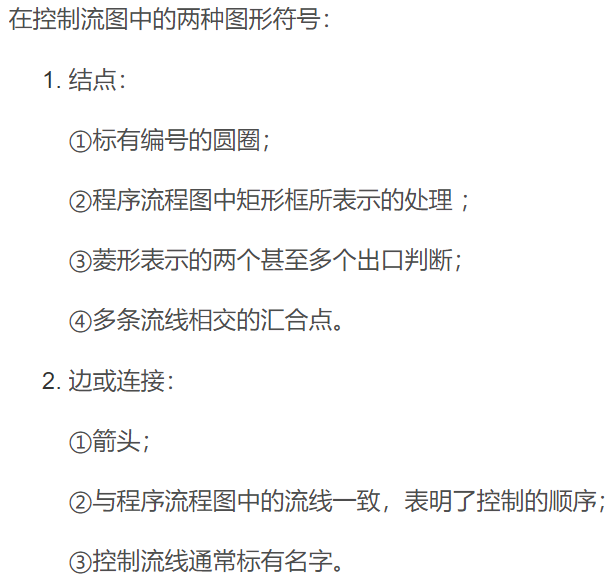 在控制流图中的两种图形符号：
1. 结点：
①标有编号的圆圈；
②程序流程图中矩形框所表示的处理 ；
③菱形表示的两个甚至多个出口判断；
④多条流线相交的汇合点。
2. 边或连接：
①箭头；
②与程序流程图中的流线一致，表明了控制的顺序；
③控制流线通常标有名字。